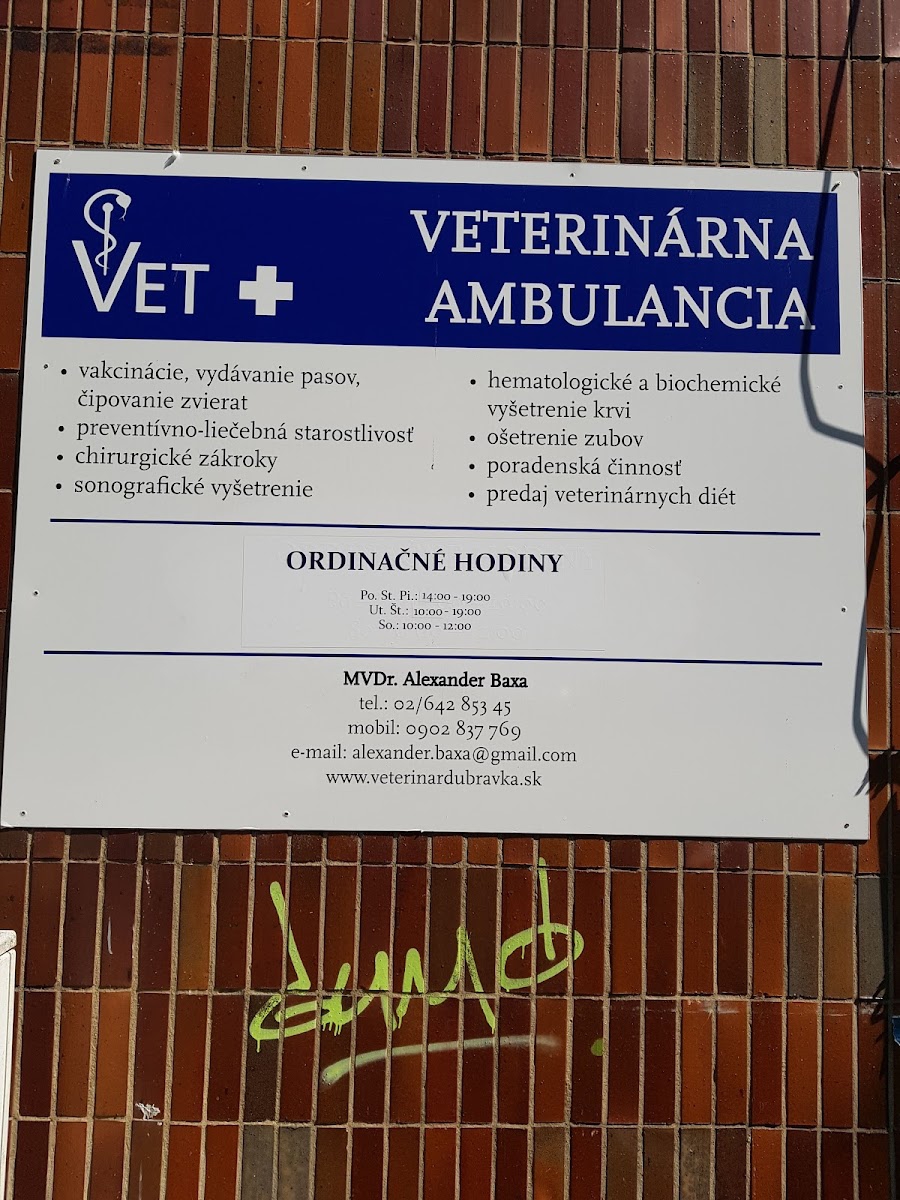 VET
VETERINÁRNA
AMBULANCIA
• vakcinácie, vydávanie pasov,
čipovanie zvierat
• preventívno-liečebná starostlivosť
• chirurgické zákroky
• sonografické vyšetrenie
• hematologické a biochemické
vyšetrenie krvi
• ošetrenie zubov
• poradenská činnosť
• predaj veterinárnych diét
ORDINAČNÉ HODINY
Po. St. Pi.: 14:00 - 19:00
Ut. Št.: 10:00 - 19:00
So.: 10:00 - 12:00
MVDr. Alexander Baxa
tel.: 02/642 853 45
mobil: 0902 837 769
e-mail: alexander.baxa@gmail.com
www.veterinardubravka.sk